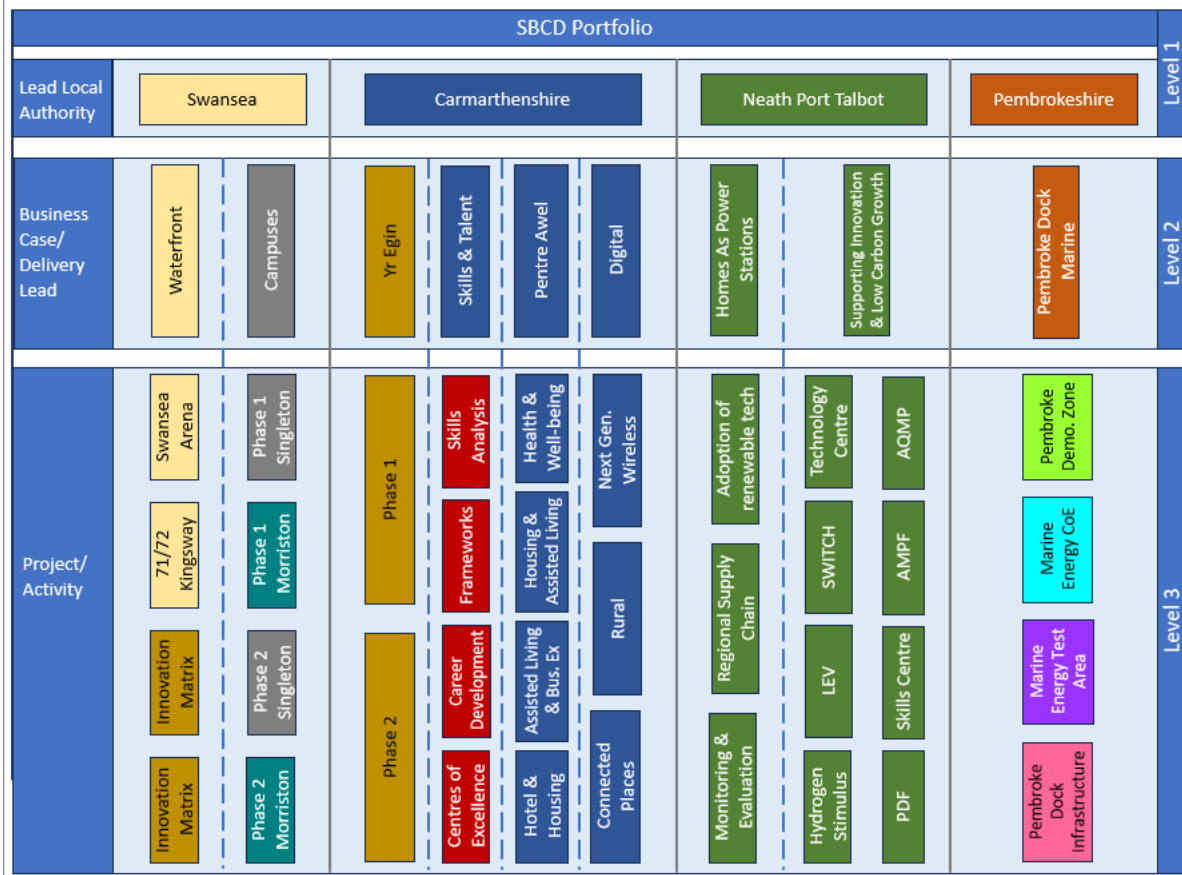 SBCD Portfolio
Level 1
Lead Local
Authority
Swansea
Carmarthenshire
Neath Port Talbot
Pembrokeshire
Business
Case/
Delivery
Lead
Waterfront
Campuses
Yr Egin
Skills & Talent
Pentre Awel
Digital
Homes As Power
Stations
Supporting Innovation
& Low Carbon Growth
Pembroke Dock
Marine
Level 2
Project/
Activity
Swansea
Arena
71/72
Kingsway
Innovation
Matrix
Innovation
Matrix
Phase 1
Singleton
Phase 1
Morriston
Phase 2
Singleton
Phase 2
Morriston
Phase 1
Phase 2
Skills
Analysis
Frameworks
Career
Development
Centres of
Excellence
Health &
Well-being
Housing &
Assisted Living
Assisted Living
& Bus. Ex
Hotel &
Housing
Next Gen.
Wireless
Rural
Connected
Places
Adoption of
renewable tech
Regional Supply
Chain
Monitoring &
Evaluation
Technology
Centre
SWITCH
LEV
Hydrogen
Stimulus
AQMP
AMPF
Skills Centre
PDF
Pembroke
Demo. Zone
Marine
Energy CoE
Marine
Energy Test
Area
Pembroke
Dock
Infrastructure
Level 3